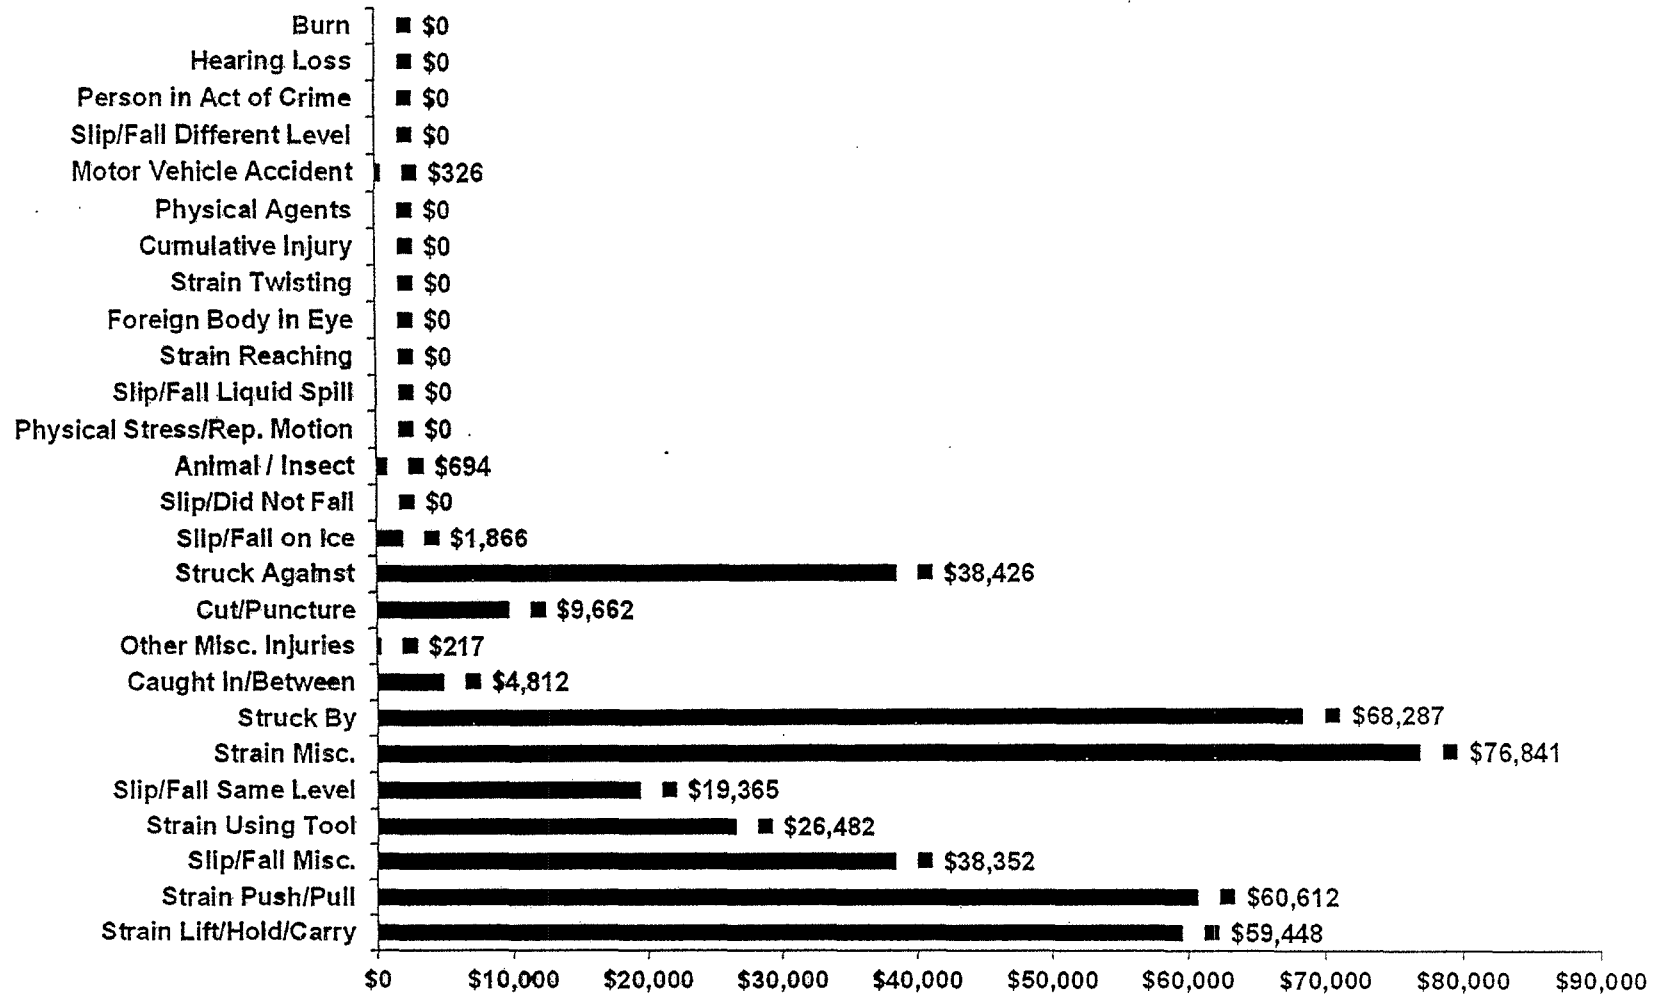 Burn $0
Hearing Loss $0
Person in Act of Crime $0
Slip/Fall Different Level $0
Motor Vehicle Accident $326
Physical Agents $0
Cumulative Injury $0
Strain Twisting $0
Foreign Body in Eye $0
Strain Reaching $0
Slip/Fall Liquid Spill $0
Physical Stress/Rep. Motion $0
Animal / Insect $694
Slip/Did Not Fall $0
Slip/Fall on Ice $1,866
Struck Against $38,426
Cut/Puncture $9,662
Other Misc. Injuries $217
Caught In/Between $4,812
Struck By $68,287
Strain Misc. $76,841
Slip/Fall Same Level $19,365
Strain Using Tool $26,482
Slip/Fall Misc. $38,352
Strain Push/Pull $60,612
Strain Lift/Hold/Carry $59,448
$0 $10,000 $20,000 $30,000 $40,000 $50,000 $60,000 $70,000 $80,000 $90,000